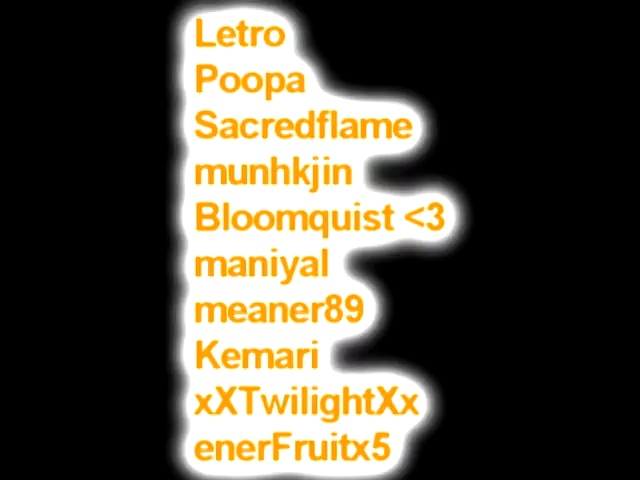 Letro
Poopa
Sacredflame
munhkjin
Bloomquist <3
maniyal
meaner89
Kemari
xXTwilightXx
enerFruitx5